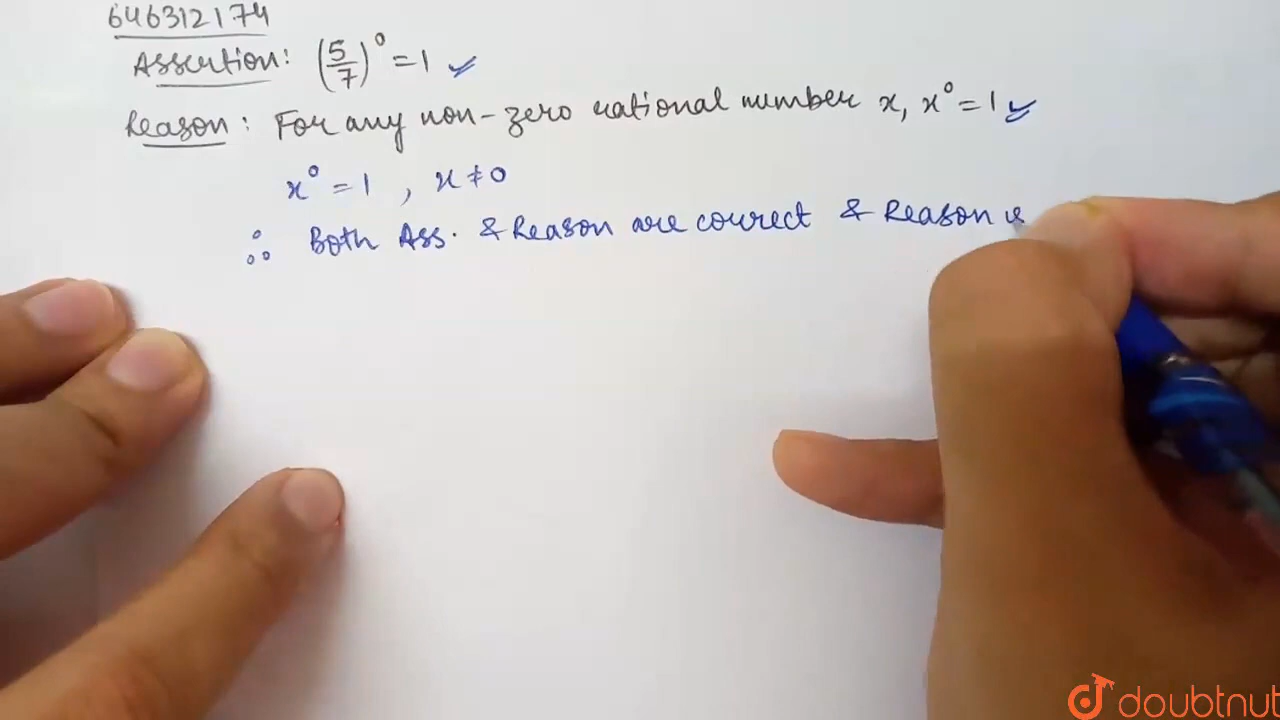 646312174
Assertion: (5/7)⁰ = 1 ✓
Reason: For any non-zero rational number x, x⁰ = 1 ✓
x⁰ = 1 , x ≠ 0
∴ Both Ass. & Reason are correct & Reason is
doubtnut